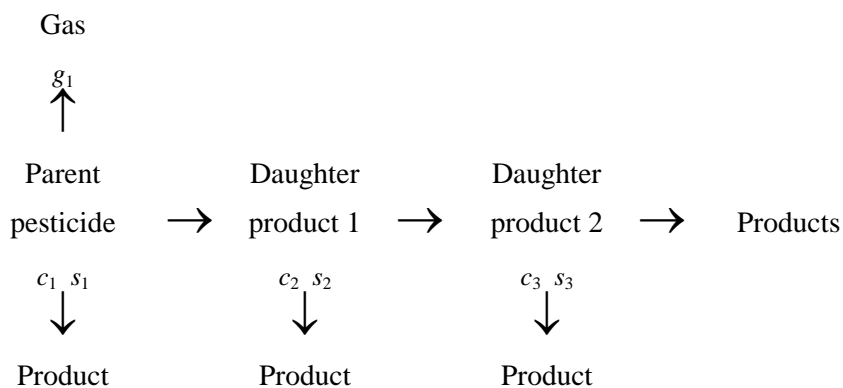 Gas
g₁
Parent Daughter Daughter
pesticide → product 1 → product 2 → Products
c₁ s₁ c₂ s₂ c₃ s₃
Product Product Product